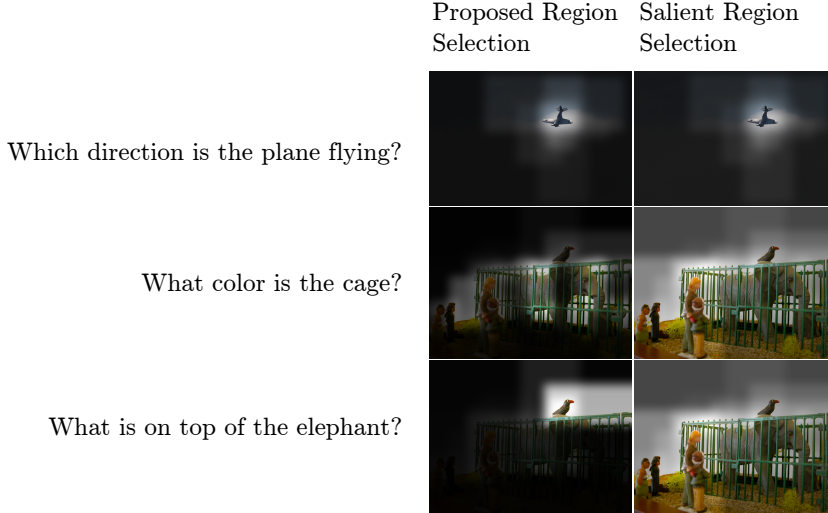 Proposed Region Selection
Salient Region Selection
Which direction is the plane flying?
What color is the cage?
What is on top of the elephant?